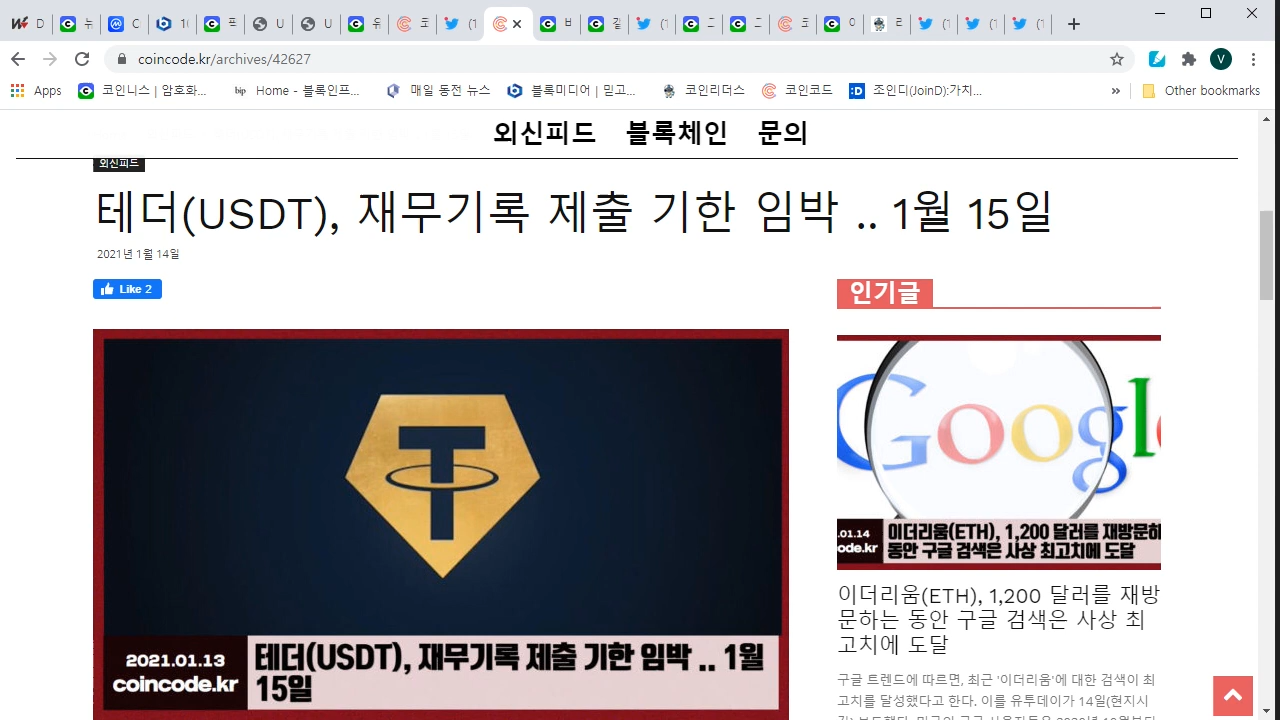 coincode.kr/archives/42627
V
Apps 코인니스 | 암호화... Home - 블록인프... 매일 동전 뉴스 블록미디어 | 믿고... 코인리더스 코인코드 조인디(JoinD):가치... » Other bookmarks
외신피드 블록체인 문의
외신피드
테더(USDT), 재무기록 제출 기한 임박 .. 1월 15일
2021년 1월 14일
Like 2
인기글
2021.01.13
coincode.kr
테더(USDT), 재무기록 제출 기한 임박 .. 1월
15일
Google
.01.14
ode.kr
이더리움(ETH), 1,200 달러를 재방문하
동안 구글 검색은 사상 최고치에 도달
이더리움(ETH), 1,200 달러를 재방
문하는 동안 구글 검색은 사상 최
고치에 도달
구글 트렌드에 따르면, 최근 '이더리움'에 대한 검색이 최
고치를 달성했다고 한다. 이를 유투데이가 14일(현지시